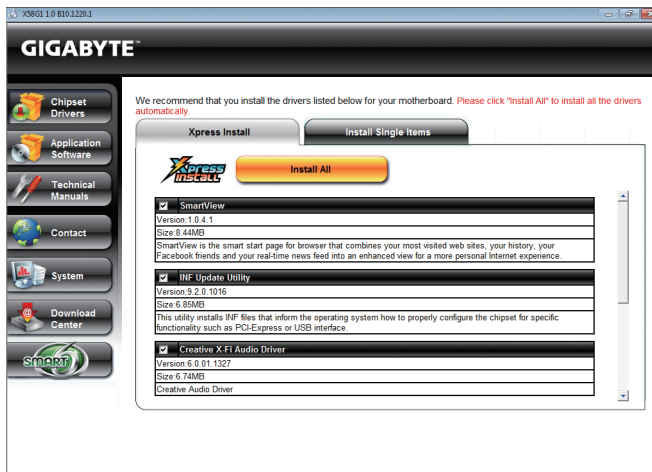 X58G1 1.0 B10.1220.1
GIGABYTE™
Chipset
Drivers
Application
Software
Technical
Manuals
Contact
System
Download
Center
SMART6
We recommend that you install the drivers listed below for your motherboard. Please click "Install All" to install all the drivers
automatically.
Xpress Install
Install Single Items
Xpress
Install
Install All
SmartView
Version:1.0.4.1
Size:8.44MB
SmartView is the smart start page for browser that combines your most visited web sites, your history, your
Facebook friends and your real-time news feed into an enhanced view for a more personal Internet experience.
INF Update Utility
Version:9.2.0.1016
Size:6.85MB
This utility installs INF files that inform the operating system how to properly configure the chipset for specific
functionality such as PCI-Express or USB interface.
Creative X-Fi Audio Driver
Version:6.0.01.1327
Size:6.74MB
Creative Audio Driver